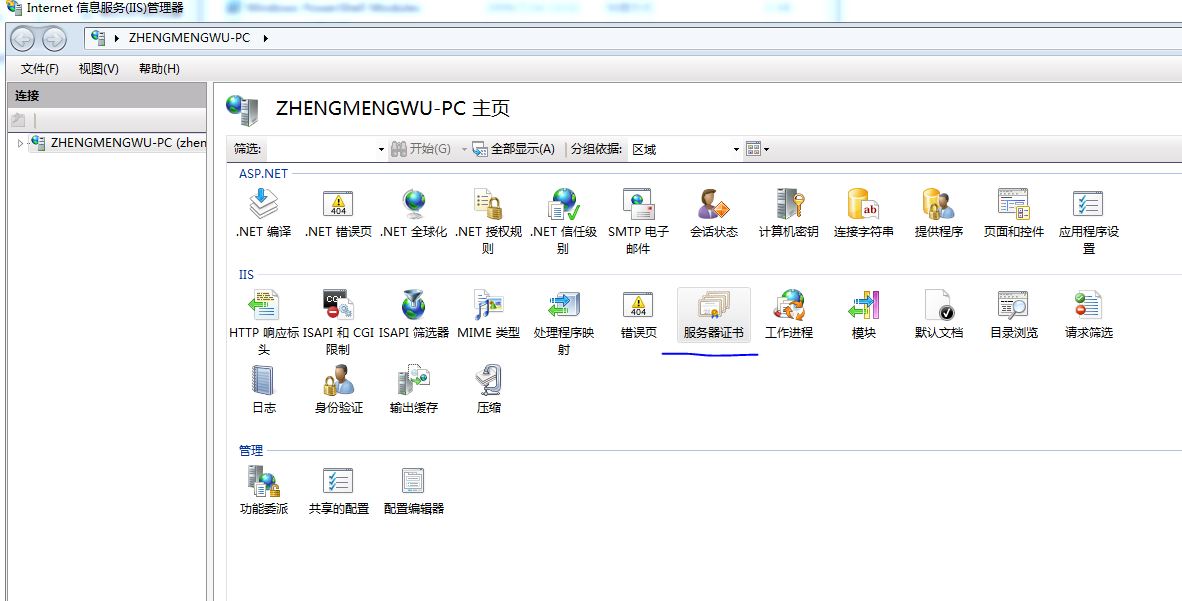 Internet 信息服务(IIS)管理器
ZHENGMENGWU-PC
文件(F) 视图(V) 帮助(H)
连接
ZHENGMENGWU-PC (zhen
ZHENGMENGWU-PC 主页
筛选: 开始(G) 全部显示(A) 分组依据: 区域
ASP.NET
.NET 编译
.NET 错误页
404
.NET 全球化
.NET 授权规
则
.NET 信任级
别
SMTP 电子
邮件
会话状态
计算机密钥
ab
连接字符串
提供程序
页面和控件
应用程序设
置
IIS
HTTP 响应标
头
CGI
ISAPI 和 CGI
限制
ISAPI 筛选器
MIME 类型
处理程序映
射
404
错误页
服务器证书
工作进程
模块
默认文档
目录浏览
请求筛选
日志
身份验证
输出缓存
压缩
管理
功能委派
共享的配置
配置编辑器